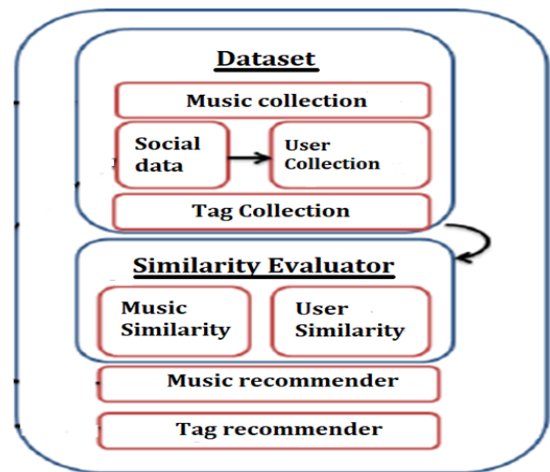 Dataset
Music collection
Social
data
User
Collection
Tag Collection
Similarity Evaluator
Music
Similarity
User
Similarity
Music recommender
Tag recommender